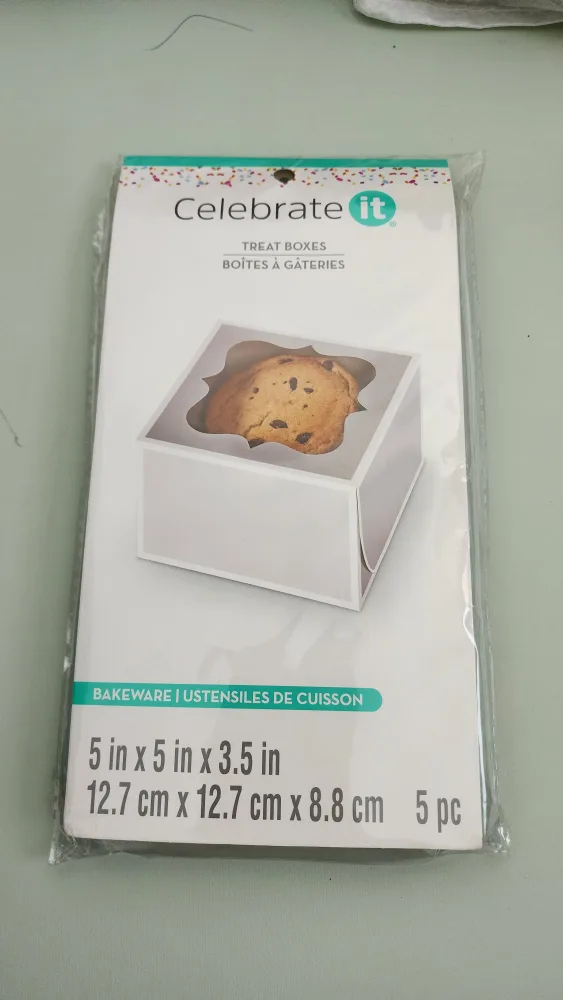 Celebrate it®
TREAT BOXES
BOÎTES À GÂTERIES
BAKEWARE | USTENSILES DE CUISSON
5 in x 5 in x 3.5 in
12.7 cm x 12.7 cm x 8.8 cm 5 pc